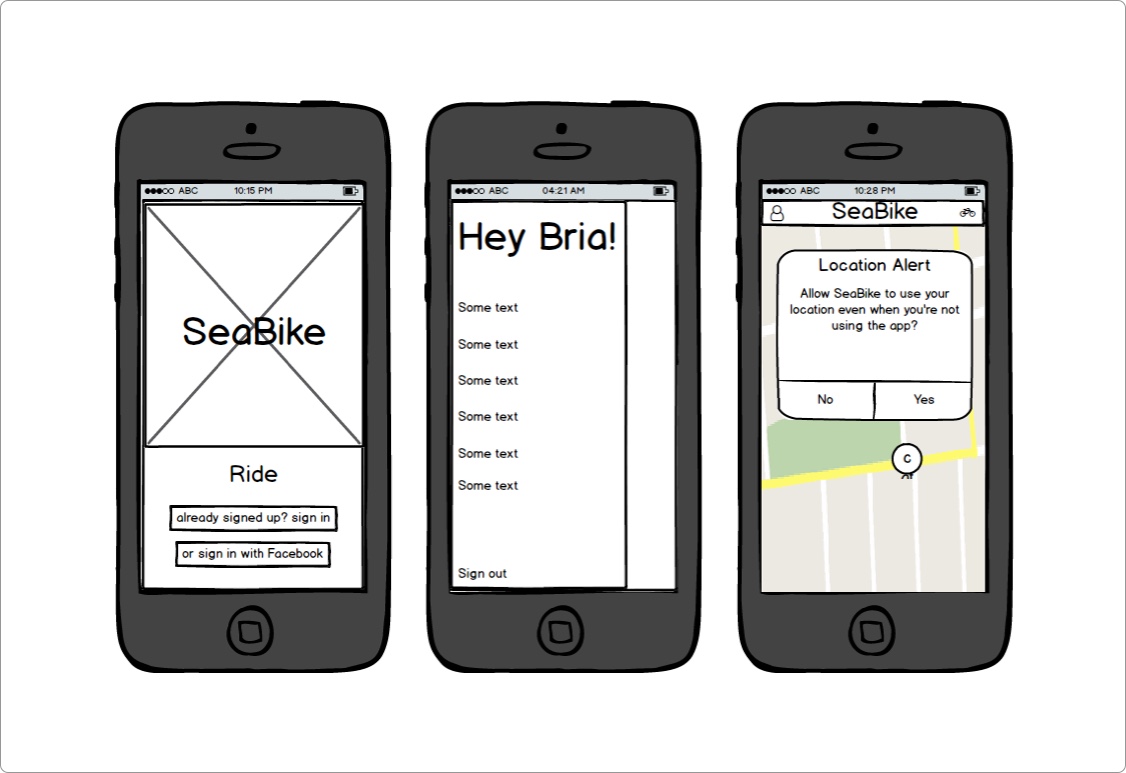 ABC 10:15 PM
SeaBike
Ride
already signed up? sign in
or sign in with Facebook
ABC 04:21 AM
Hey Bria!
Some text
Some text
Some text
Some text
Some text
Some text
Sign out
ABC 10:28 PM
SeaBike
Location Alert
Allow SeaBike to use your
location even when you're not
using the app?
No Yes
C